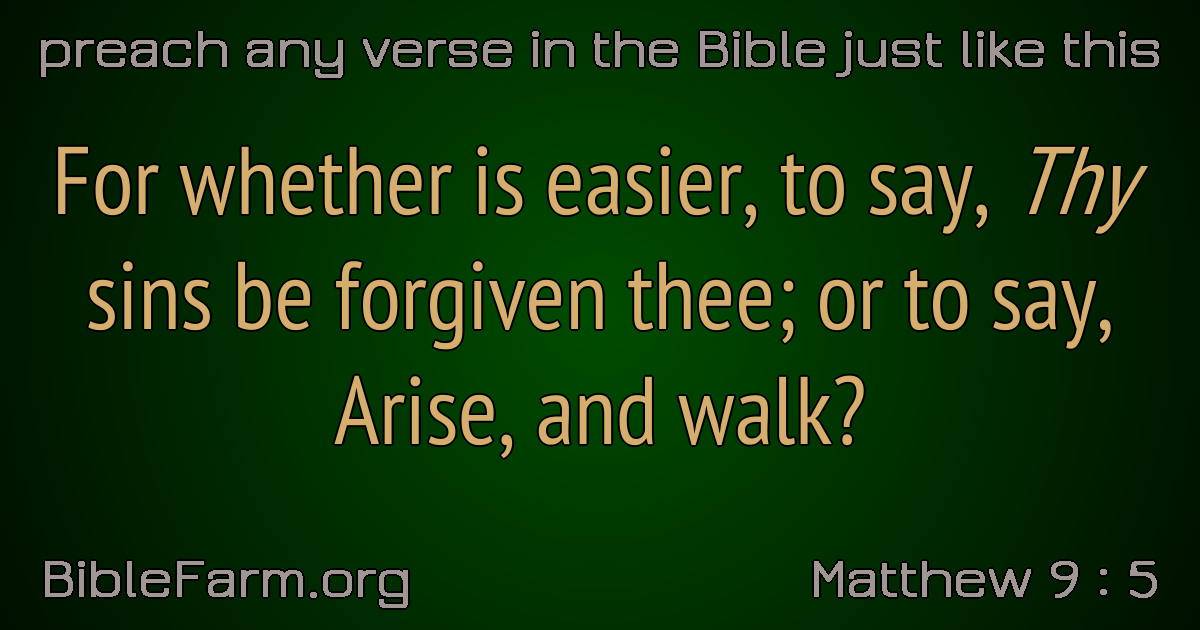 preach any verse in the Bible just like this
For whether is easier, to say, Thy
sins be forgiven thee; or to say,
Arise, and walk?
BibleFarm.org
Matthew 9 : 5